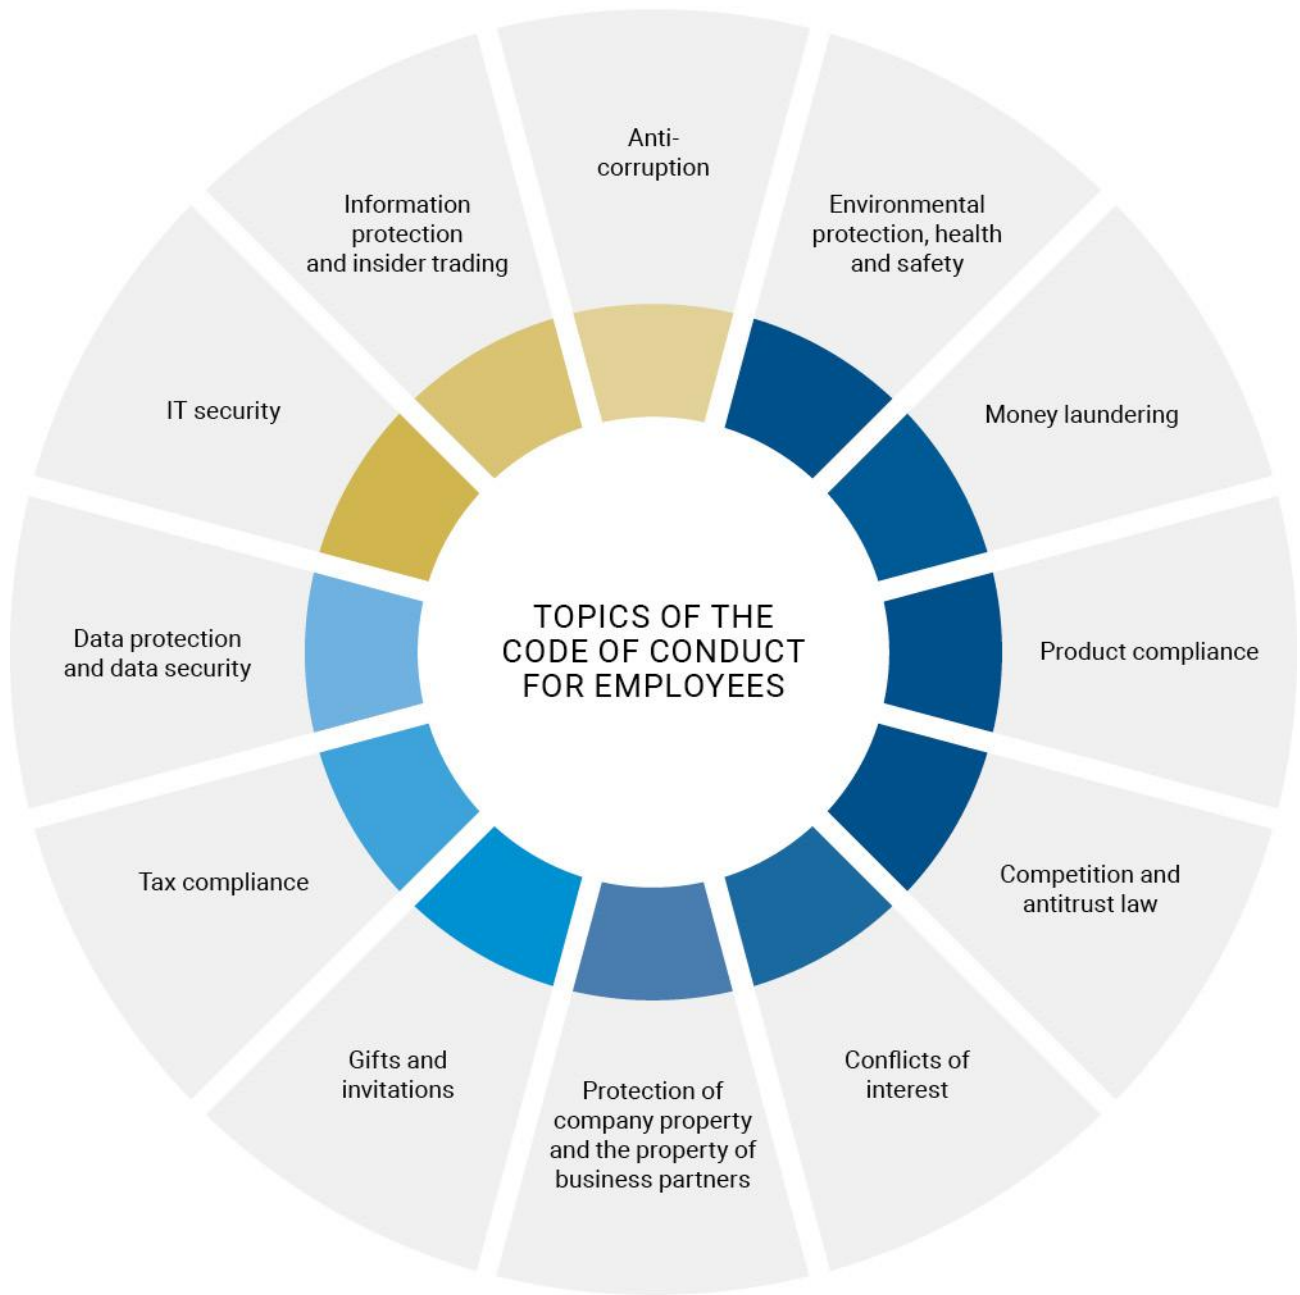 Anti-
corruption
Environmental
protection, health
and safety
Money laundering
Product compliance
Competition and
antitrust law
Conflicts of
interest
Protection of
company property
and the property of
business partners
Gifts and
invitations
Tax compliance
Data protection
and data security
IT security
Information
protection
and insider trading
TOPICS OF THE
CODE OF CONDUCT
FOR EMPLOYEES